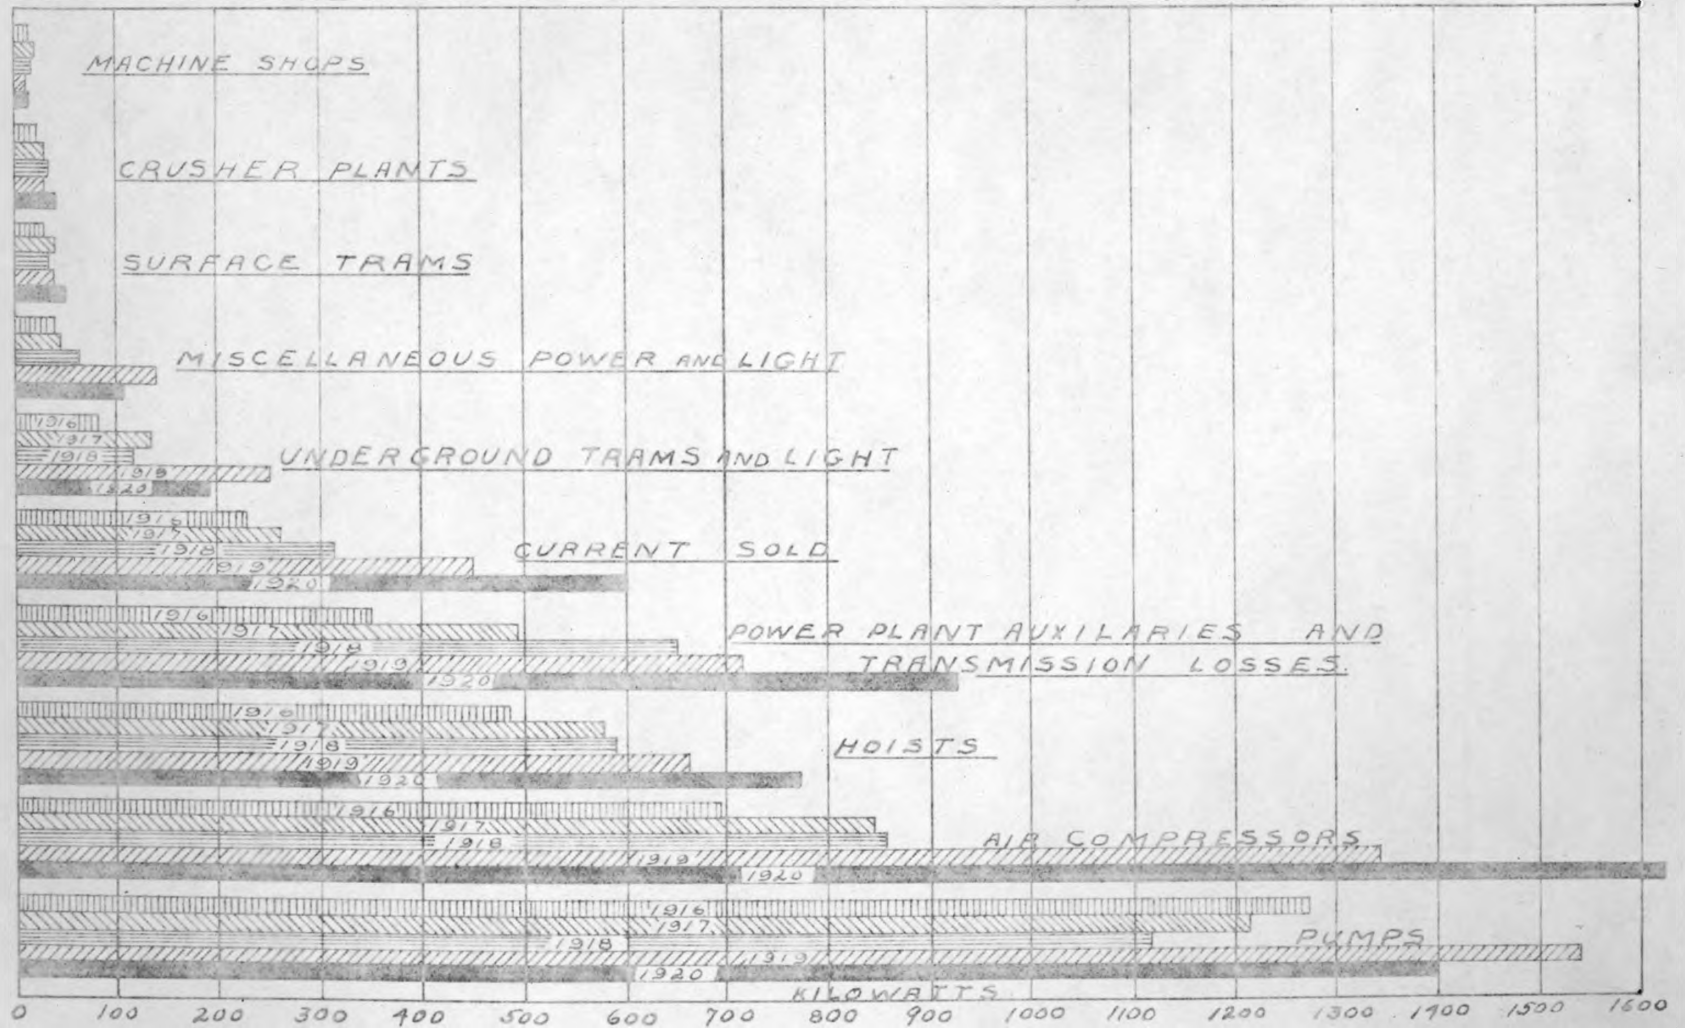 MACHINE SHOPS
CRUSHER PLANTS
SURFACE TRAMS
MISCELLANEOUS POWER AND LIGHT
1916
1917
1918
1919
1920
UNDERGROUND TRAMS AND LIGHT
1916
1917
1918
1919
1920
CURRENT SOLD
1916
1917
1918
1919
1920
POWER PLANT AUXILARIES AND
TRANSMISSION LOSSES.
1916
1917
1918
1919
1920
HOISTS
1916
1917
1918
1919
1920
AIR COMPRESSORS
1916
1917
1918
1919
1920
PUMPS
KILOWATTS
0 100 200 300 400 500 600 700 800 900 1000 1100 1200 1300 1400 1500 1600